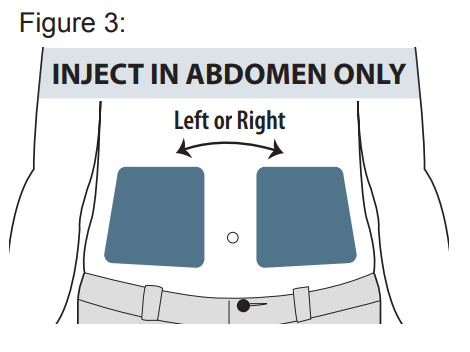 Figure 3:
INJECT IN ABDOMEN ONLY
Left or Right